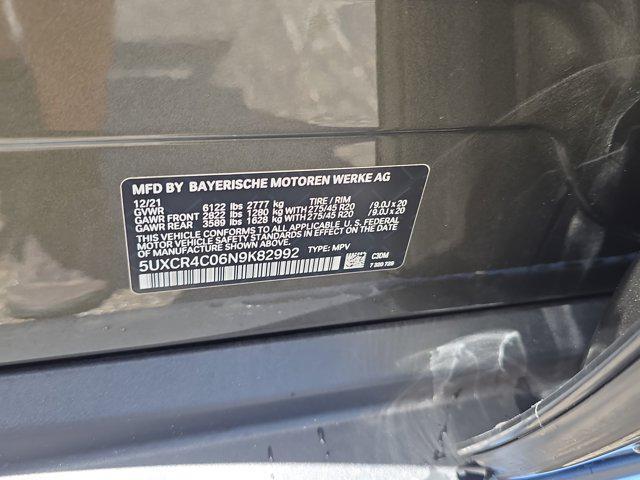 MFD BY BAYERISCHE MOTOREN WERKE AG
12/21 TIRE / RIM
GVWR 6122 lbs 2777 kg
GAWR FRONT 2822 lbs 1280 kg WITH 275/45 R20 /9.0J x 20
GAWR REAR 3589 lbs 1628 kg WITH 275/45 R20 /9.0J x 20
THIS VEHICLE CONFORMS TO ALL APPLICABLE U.S. FEDERAL
MOTOR VEHICLE SAFETY STANDARDS IN EFFECT ON THE
DATE OF MANUFACTURE SHOWN ABOVE.
5UXCR4C06N9K82992 TYPE: MPV
C3DM